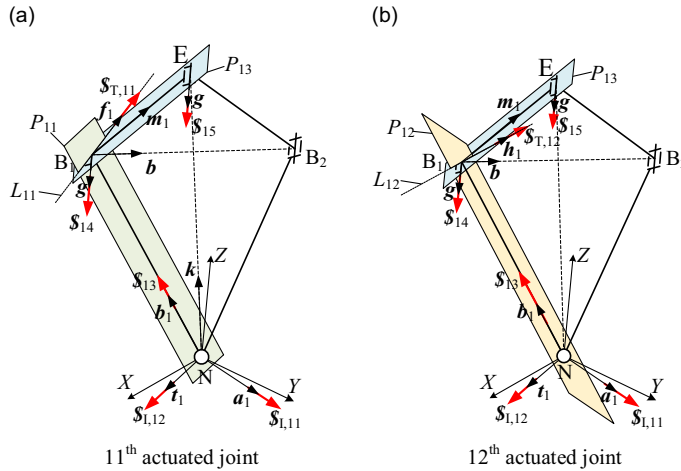 (a)
E
P13
$T,11
f1
g
m1
$15
P11
B1
b
B2
L11
g
$14
Z
$13
k
b1
N
X
t1
a1
Y
$I,12
$I,11
11th actuated joint
(b)
E
P13
m1
g
$15
P12
$T,12
h1
B1
b
B
L12
g
$14
Z
$13
b1
N
X
t1
a1
Y
$I,12
$I,11
12th actuated joint